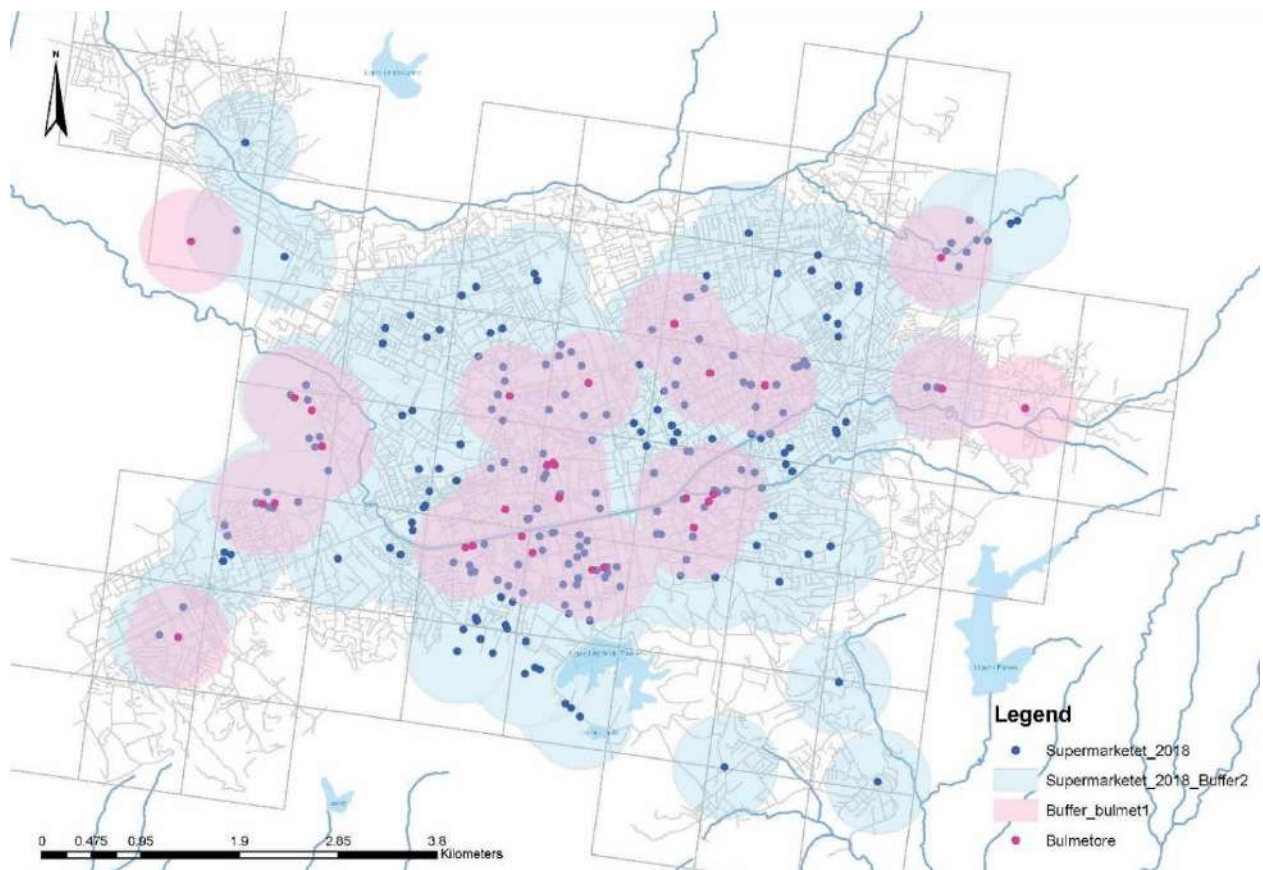 N
Legend
Supermarketet_2018
Supermarketet_2018_Buffer2
Buffer_bulmet1
Bulmetore
0 0.475 0.95 1.9 2.85 3.8
Kilometers